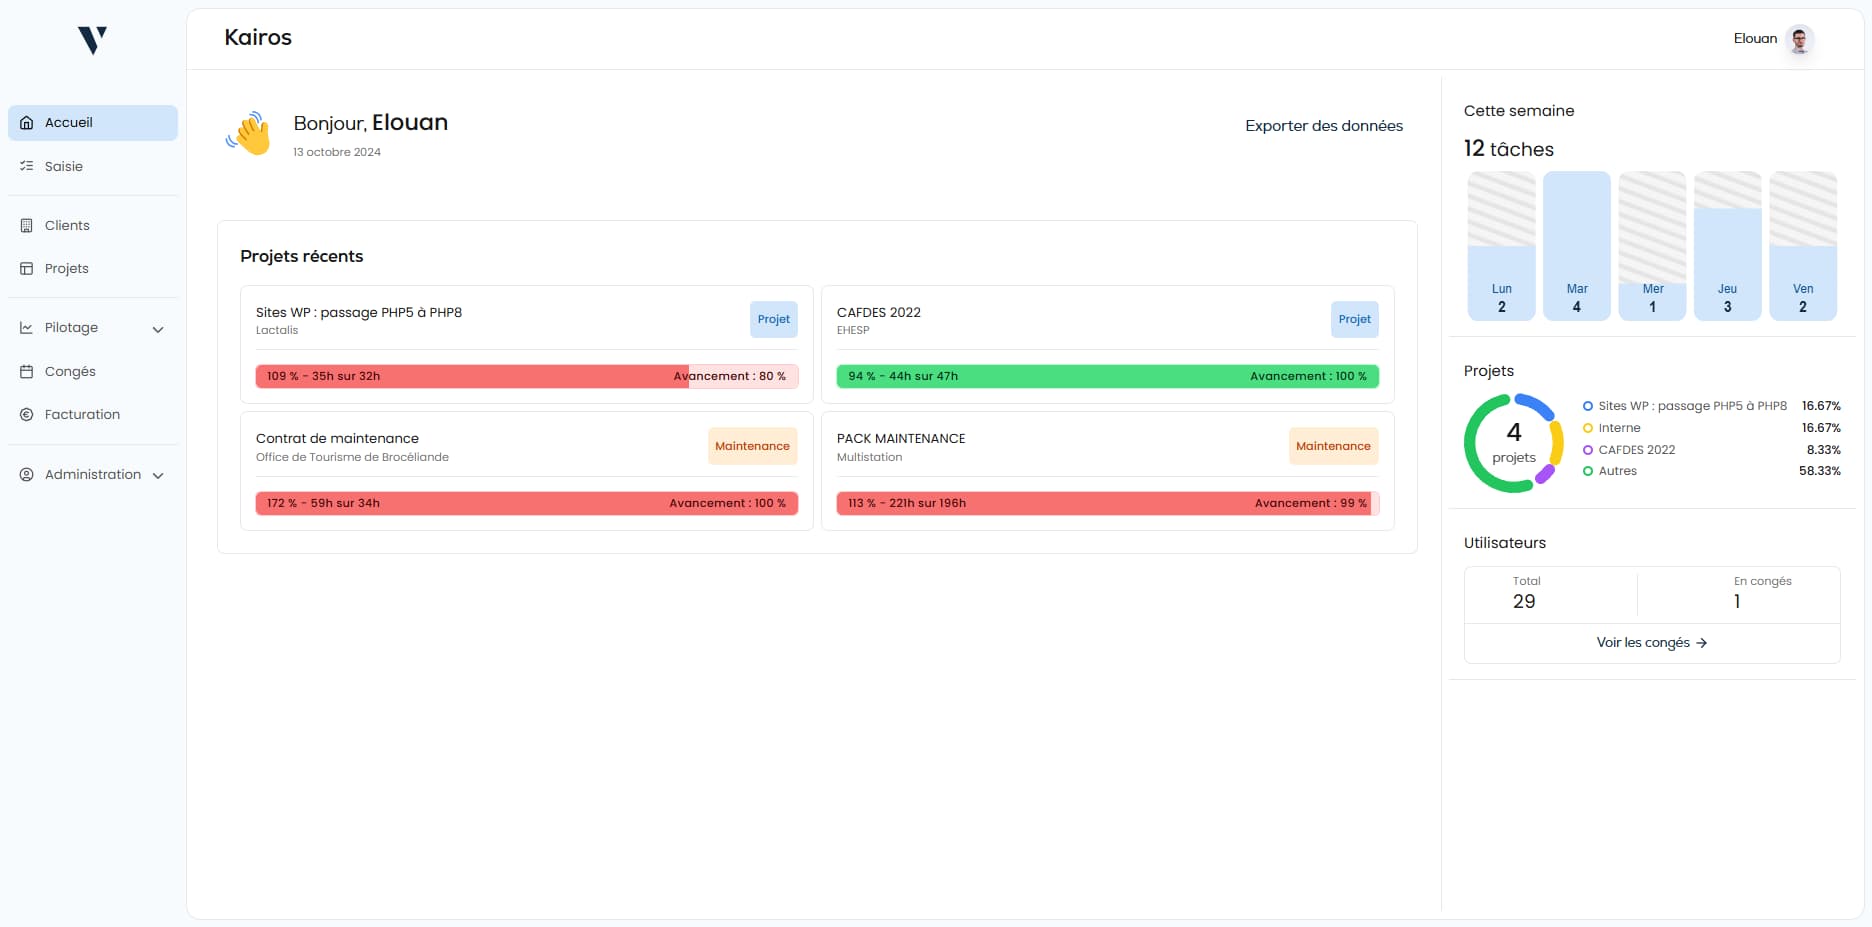 Kairos
Elouan
Accueil
Saisie
Clients
Projets
Pilotage
Congés
Facturation
Administration
Bonjour, Elouan
13 octobre 2024
Exporter des données
Projets récents
Sites WP : passage PHP5 à PHP8
Lactalis
Projet
109 % - 35h sur 32h
Avancement : 80 %
CAFDES 2022
EHESP
Projet
94 % - 44h sur 47h
Avancement : 100 %
Contrat de maintenance
Office de Tourisme de Brocéliande
Maintenance
172 % - 59h sur 34h
Avancement : 100 %
PACK MAINTENANCE
Multistation
Maintenance
113 % - 221h sur 196h
Avancement : 99 %
Cette semaine
12 tâches
Lun
2
Mar
4
Mer
1
Jeu
3
Ven
2
Projets
4
projets
Sites WP : passage PHP5 à PHP8 16.67%
Interne 16.67%
CAFDES 2022 8.33%
Autres 58.33%
Utilisateurs
Total
29
En congés
1
Voir les congés →